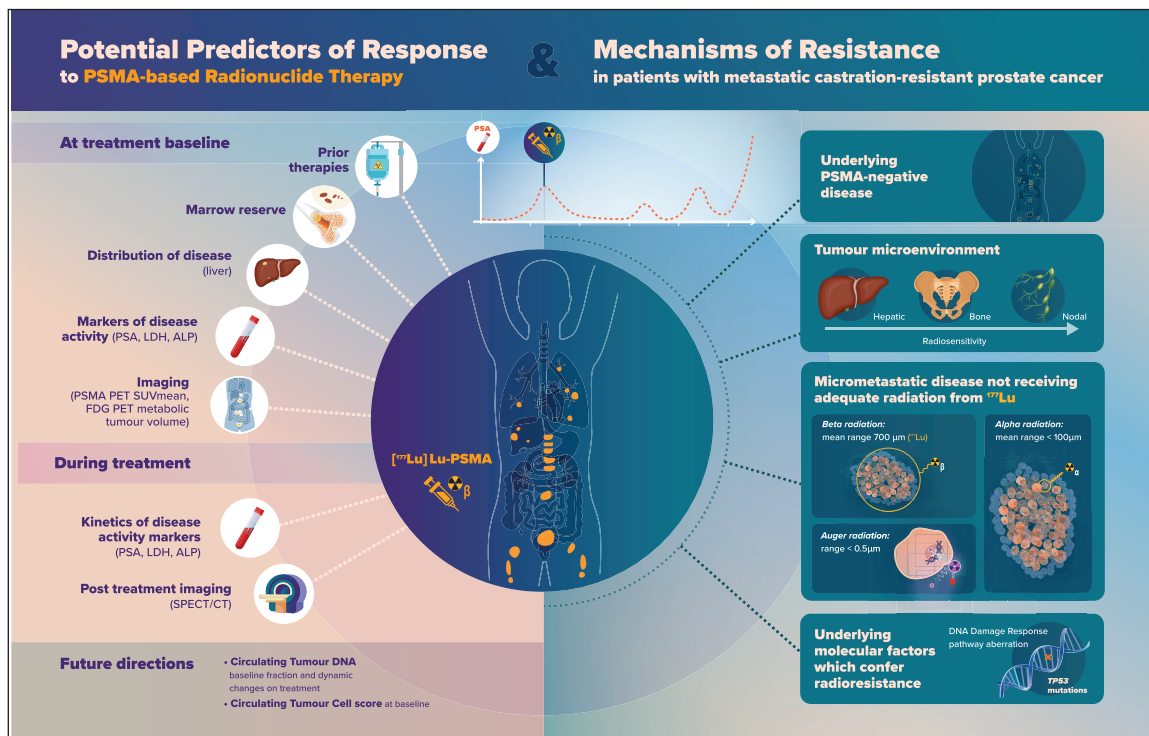 Potential Predictors of Response
to PSMA-based Radionuclide Therapy
&
Mechanisms of Resistance
in patients with metastatic castration-resistant prostate cancer
At treatment baseline
Prior
therapies
Marrow reserve
Distribution of disease
(liver)
Markers of disease
activity (PSA, LDH, ALP)
Imaging
(PSMA PET SUVmean,
FDG PET metabolic
tumour volume)
During treatment
Kinetics of disease
activity markers
(PSA, LDH, ALP)
Post treatment imaging
(SPECT/CT)
Future directions
• Circulating Tumour DNA
baseline fraction and dynamic
changes on treatment
• Circulating Tumour Cell score at baseline
PSA
β
[¹⁷⁷Lu] Lu-PSMA
β
Underlying
PSMA-negative
disease
Tumour microenvironment
Hepatic
Bone
Nodal
Radiosensitivity
Micrometastatic disease not receiving
adequate radiation from ¹⁷⁷Lu
Beta radiation:
mean range 700 µm (¹⁷⁷Lu)
β
Auger radiation:
range < 0.5µm
Alpha radiation:
mean range < 100µm
α
Underlying
molecular factors
which confer
radioresistance
DNA Damage Response
pathway aberration
TP53
mutations